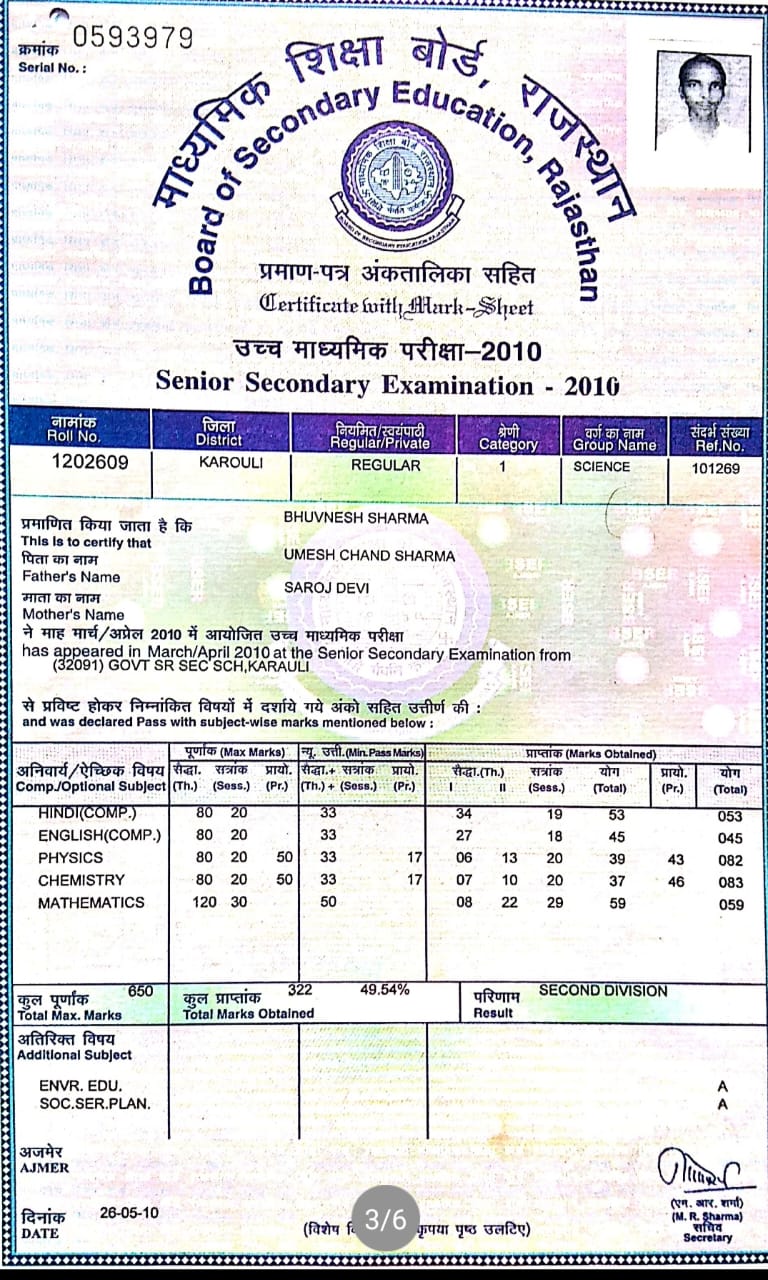 क्रमांक 0593979
Serial No. :
माध्यमिक शिक्षा बोर्ड, राजस्थान
Board of Secondary Education, Rajasthan
माध्यमिक शिक्षा बोर्ड राजस्थान
BOARD OF SECONDARY EDUCATION RAJASTHAN
प्रमाण-पत्र अंकतालिका सहित
Certificate with Mark-Sheet
उच्च माध्यमिक परीक्षा–2010
Senior Secondary Examination - 2010
नामांक जिला नियमित/स्वयंपाठी श्रेणी वर्ग का नाम संदर्भ संख्या
Roll No. District Regular/Private Category Group Name Ref.No.
1202609 KAROULI REGULAR 1 SCIENCE 101269
प्रमाणित किया जाता है कि BHUVNESH SHARMA
This is to certify that
पिता का नाम UMESH CHAND SHARMA
Father's Name
माता का नाम SAROJ DEVI
Mother's Name
ने माह मार्च/अप्रेल 2010 में आयोजित उच्च माध्यमिक परीक्षा
has appeared in March/April 2010 at the Senior Secondary Examination from
(32091) GOVT SR SEC SCH,KARAULI
से प्रविष्ट होकर निम्नांकित विषयों में दर्शाये गये अंको सहित उत्तीर्ण की :
and was declared Pass with subject-wise marks mentioned below :
पूर्णांक (Max Marks) न्यू. उत्ती.(Min.Pass Marks) प्राप्तांक (Marks Obtained)
अनिवार्य/ऐच्छिक विषय सैद्धा. सत्रांक प्रायो. सैद्धा.+ सत्रांक प्रायो. सैद्धा.(Th.) सत्रांक योग प्रायो. योग
Comp./Optional Subject (Th.) (Sess.) (Pr.) (Th.) + (Sess.) (Pr.) I II (Sess.) (Total) (Pr.) (Total)
HINDI(COMP.) 80 20 33 34 19 53 053
ENGLISH(COMP.) 80 20 33 27 18 45 045
PHYSICS 80 20 50 33 17 06 13 20 39 43 082
CHEMISTRY 80 20 50 33 17 07 10 20 37 46 083
MATHEMATICS 120 30 50 08 22 29 59 059
कुल पूर्णांक 650 कुल प्राप्तांक 322 49.54% परिणाम SECOND DIVISION
Total Max. Marks Total Marks Obtained Result
अतिरिक्त विषय
Additional Subject
ENVR. EDU. A
SOC.SER.PLAN. A
अजमेर
AJMER
दिनांक 26-05-10
DATE
(एम. आर. शर्मा)
(M. R. Sharma)
सचिव
Secretary
(विशेष 3/6 कृपया पृष्ठ उलटिए)